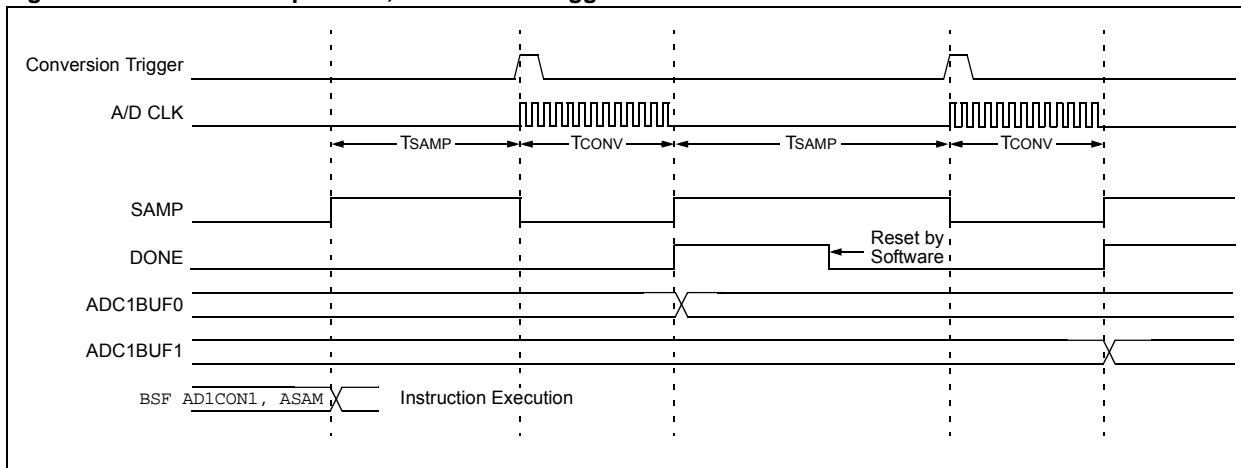 Conversion Trigger
A/D CLK
TSAMP
TCONV
TSAMP
TCONV
SAMP
DONE
Reset by
Software
ADC1BUF0
ADC1BUF1
BSF AD1CON1, ASAM
Instruction Execution